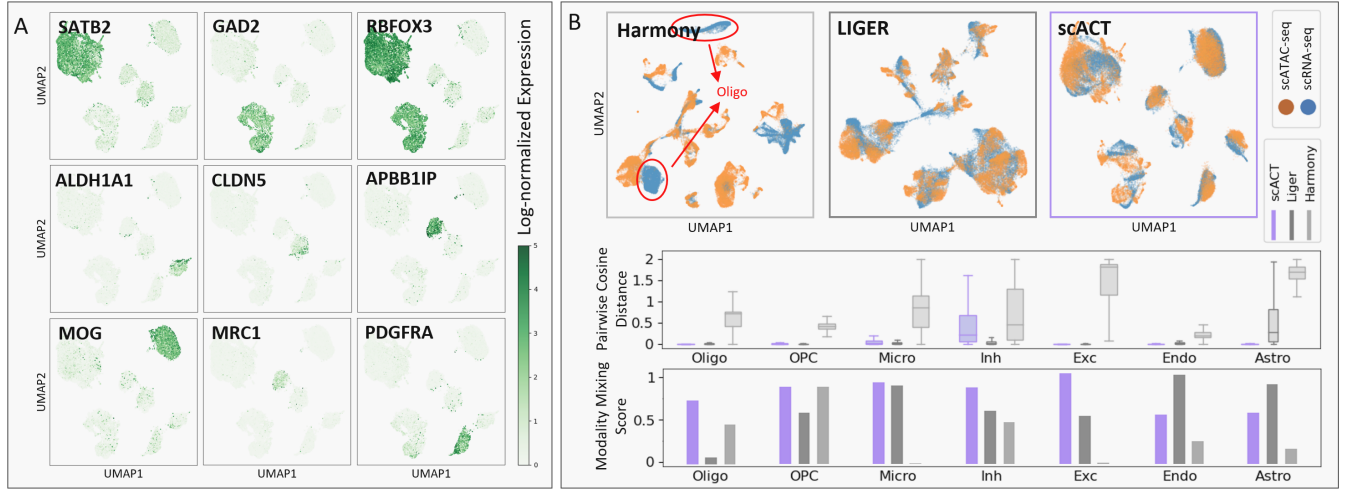 A
SATB2
GAD2
RBFOX3
UMAP2
ALDH1A1
CLDN5
APBB1IP
UMAP2
MOG
MRC1
PDGFRA
UMAP2
UMAP1
UMAP1
UMAP1
Log-normalized Expression
5
4
3
2
1
0
B
Harmony
LIGER
scACT
Oligo
UMAP2
UMAP1
UMAP1
UMAP1
scATAC-seq
scRNA-seq
scACT
Liger
Harmony
Pairwise Cosine
Distance
2
1.5
1
0.5
0
Oligo
OPC
Micro
Inh
Exc
Endo
Astro
Modality Mixing
Score
1
0.5
0
Oligo
OPC
Micro
Inh
Exc
Endo
Astro